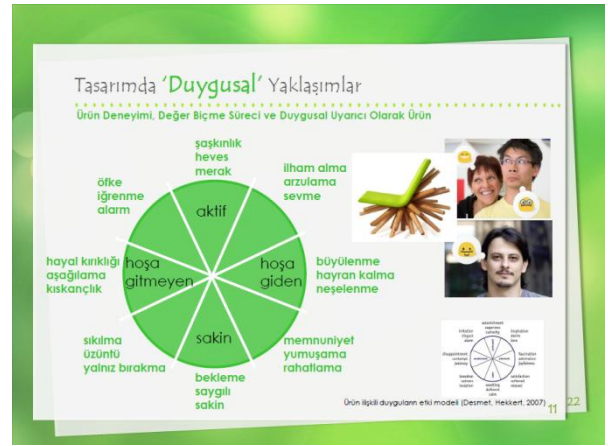 Tasarımda ‘Duygusal’ Yaklaşımlar
Ürün Deneyimi, Değer Biçme Süreci ve Duygusal Uyarıcı Olarak Ürün
şaşkınlık
heves
merak
ilham alma
arzulama
sevme
büyülenme
hayran kalma
neşelenme
memnuniyet
yumuşama
rahatlama
bekleme
saygılı
sakin
sıkılma
üzüntü
yalnız bırakma
hayal kırıklığı
aşağılama
kıskançlık
öfke
iğrenme
alarm
aktif
hoşa
giden
sakin
hoşa
gitmeyen
Ürün ilişkili duyguların etki modeli (Desmet, Hekkert, 2007)
11
22